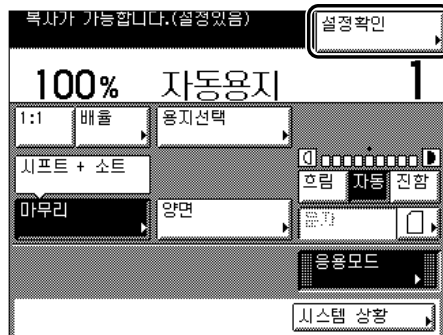 복사가 가능합니다.(설정있음)
설정확인
100% 자동용지 1
1:1 배율 용지선택
시프트 + 소트
흐림 자동 진함
마무리 양면 문자
응용모드
시스템 상황